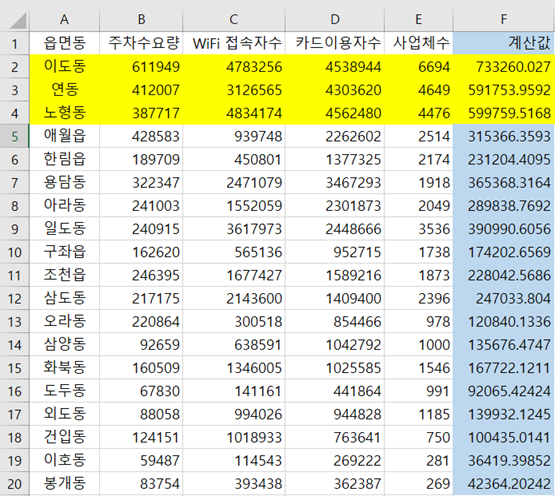 A B C D E F
1 읍면동 주차수요량 WiFi 접속자수 카드이용자수 사업체수 계산값
2 이도동 611949 4783256 4538944 6694 733260.027
3 연동 412007 3126565 4303620 4649 591753.9592
4 노형동 387717 4834174 4562480 4476 599759.5168
5 애월읍 428583 939748 2262602 2514 315366.3593
6 한림읍 189709 450801 1377325 2174 231204.4095
7 용담동 322347 2471079 3467293 1918 365368.3164
8 아라동 241003 1552059 2301873 2049 289838.7692
9 일도동 240915 3617973 2448666 3536 390990.6056
10 구좌읍 162620 565136 952715 1738 174202.6569
11 조천읍 246395 1677427 1589216 1873 228042.5686
12 삼도동 217175 2143600 1409400 2396 247033.804
13 오라동 220864 300518 854466 978 120840.1336
14 삼양동 92659 638591 1042792 1000 135676.4747
15 화북동 160509 1346005 1025585 1546 167722.1211
16 도두동 67830 141161 441864 991 92065.42424
17 외도동 88058 994026 944828 1185 139932.1245
18 건입동 124151 1018933 763641 750 100435.0141
19 이호동 59487 114543 269222 281 36419.39852
20 봉개동 83754 393438 362387 269 42364.20242